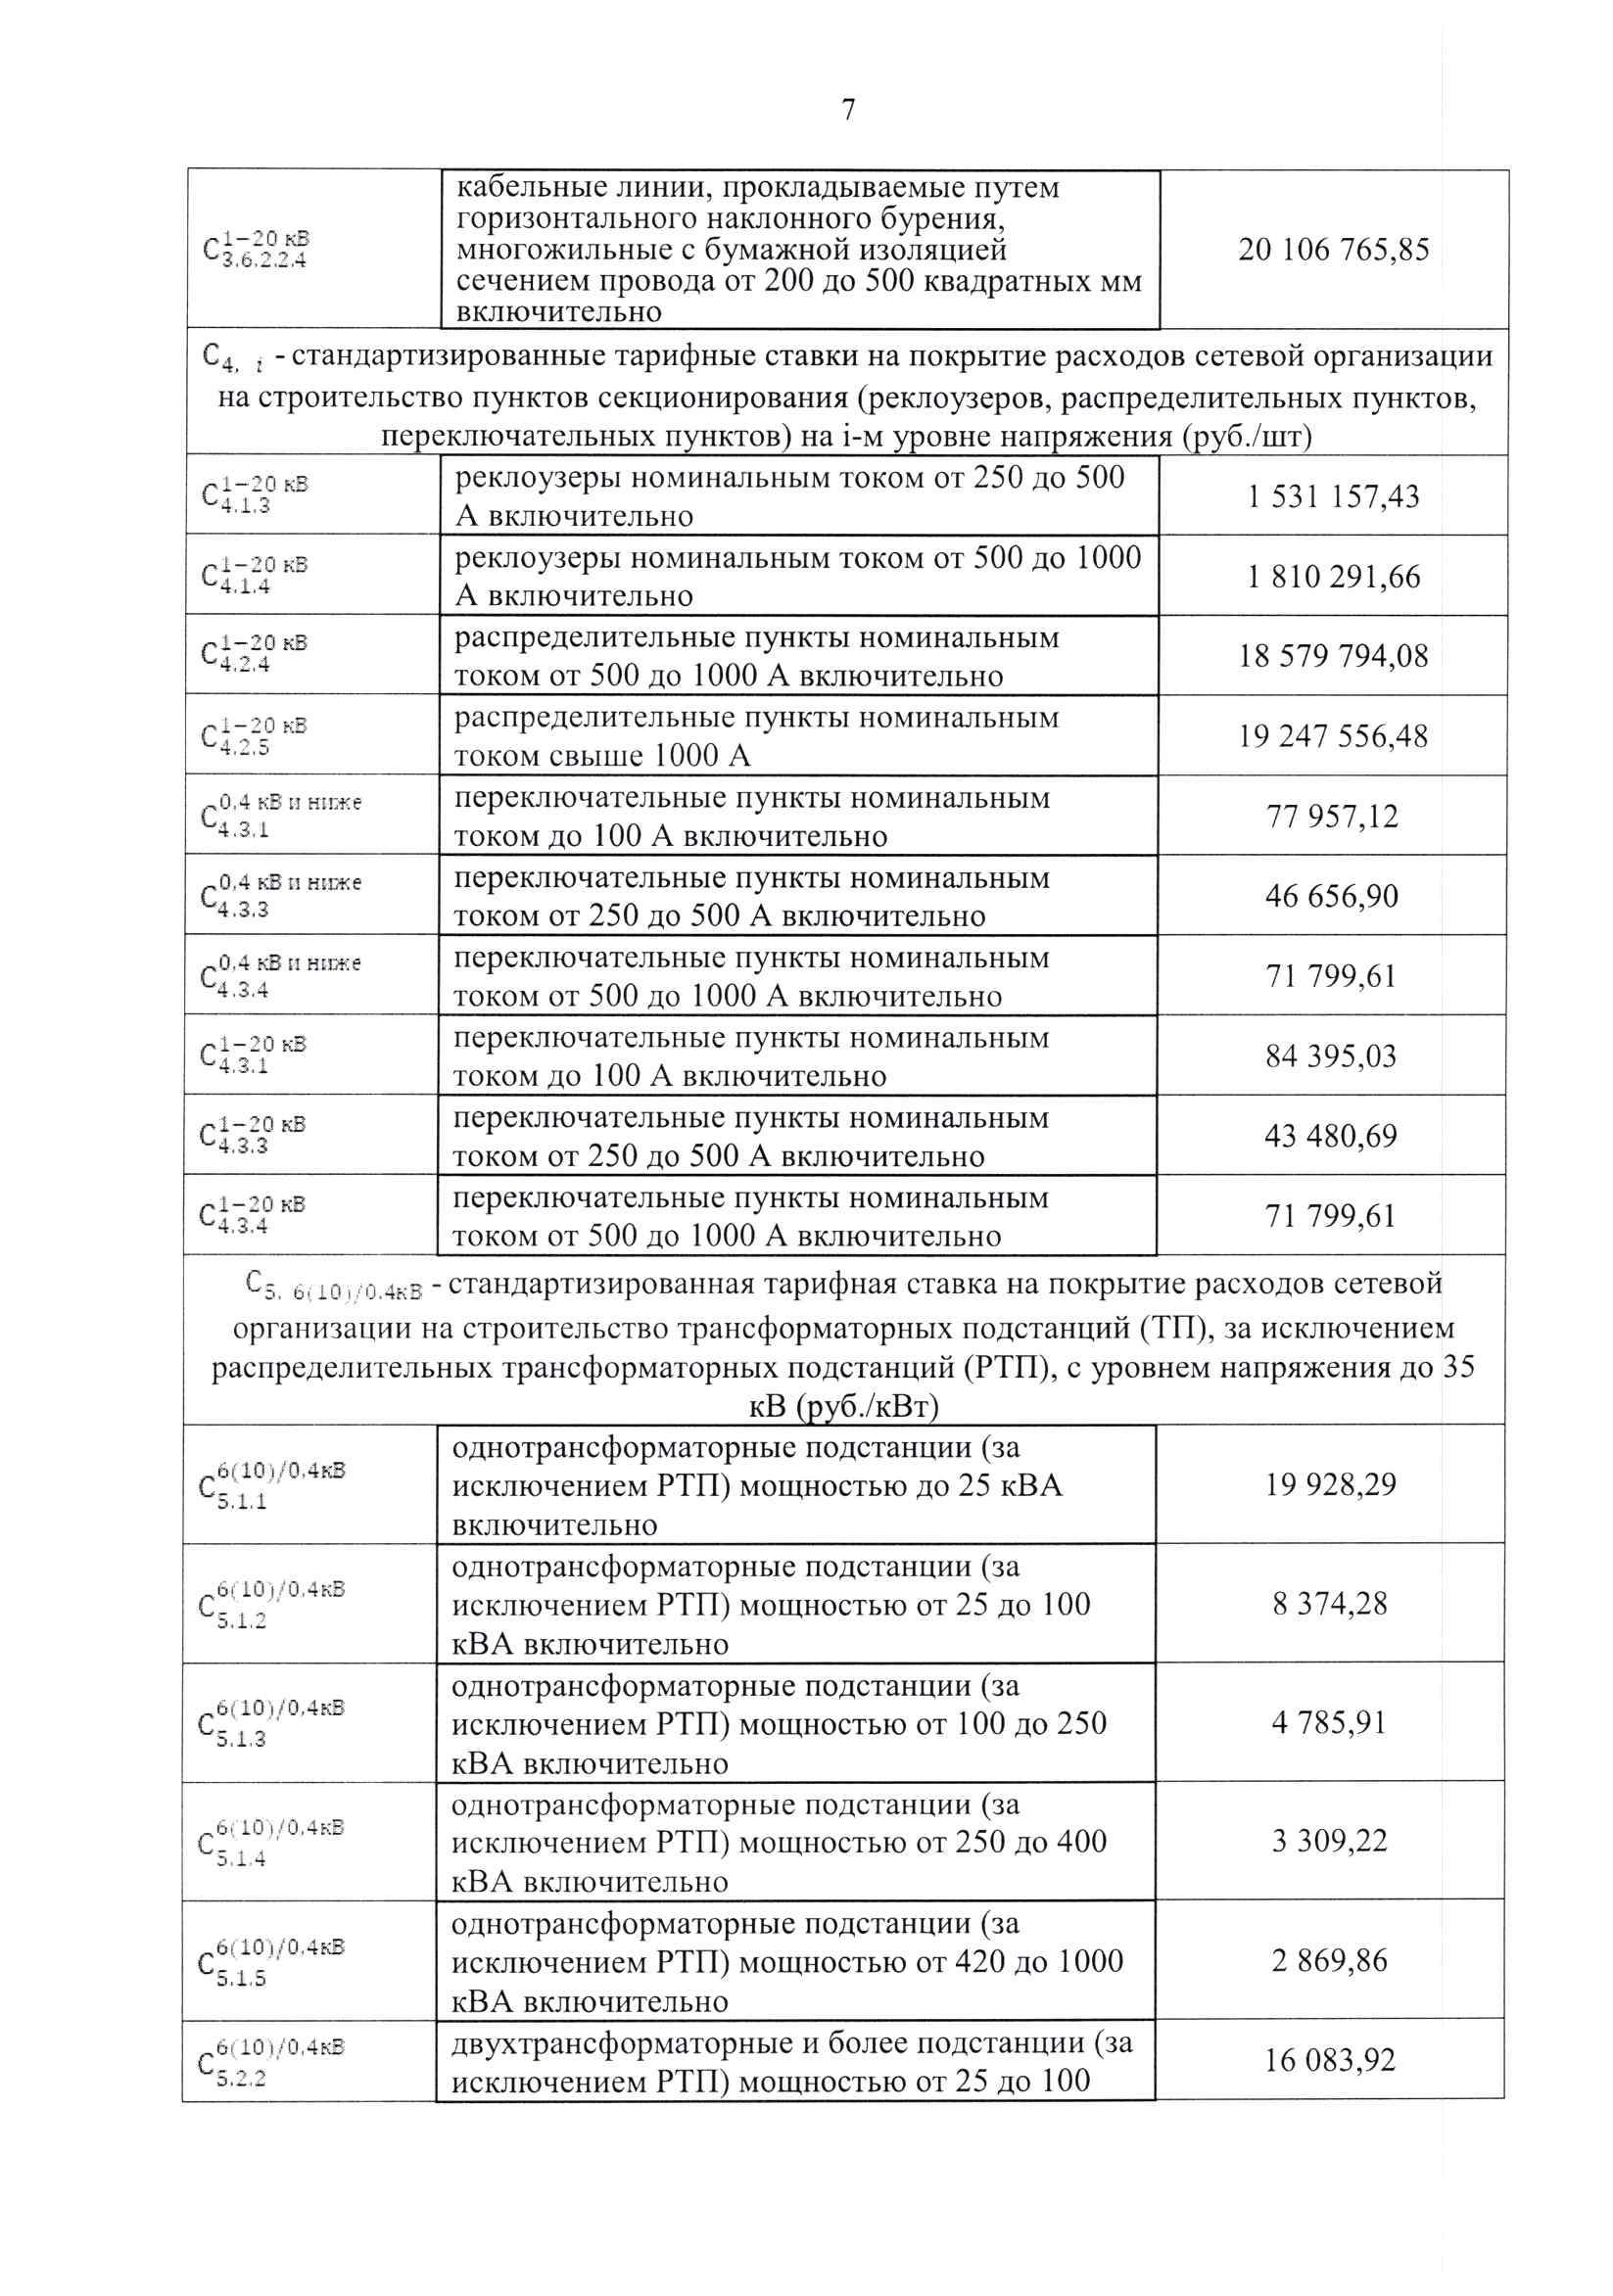 7
C 1–20 кВ 3.6.2.2.4
кабельные линии, прокладываемые путем
горизонтального наклонного бурения,
многожильные с бумажной изоляцией
сечением провода от 200 до 500 квадратных мм
включительно
20 106 765,85
C4, i - стандартизированные тарифные ставки на покрытие расходов сетевой организации
на строительство пунктов секционирования (реклоузеров, распределительных пунктов,
переключательных пунктов) на i-м уровне напряжения (руб./шт)
C 1–20 кВ 4.1.3
реклоузеры номинальным током от 250 до 500
А включительно
1 531 157,43
C 1–20 кВ 4.1.4
реклоузеры номинальным током от 500 до 1000
А включительно
1 810 291,66
C 1–20 кВ 4.2.4
распределительные пункты номинальным
током от 500 до 1000 А включительно
18 579 794,08
C 1–20 кВ 4.2.5
распределительные пункты номинальным
током свыше 1000 А
19 247 556,48
C 0,4 кВ и ниже 4.3.1
переключательные пункты номинальным
током до 100 А включительно
77 957,12
C 0,4 кВ и ниже 4.3.3
переключательные пункты номинальным
током от 250 до 500 А включительно
46 656,90
C 0,4 кВ и ниже 4.3.4
переключательные пункты номинальным
током от 500 до 1000 А включительно
71 799,61
C 1–20 кВ 4.3.1
переключательные пункты номинальным
током до 100 А включительно
84 395,03
C 1–20 кВ 4.3.3
переключательные пункты номинальным
током от 250 до 500 А включительно
43 480,69
C 1–20 кВ 4.3.4
переключательные пункты номинальным
током от 500 до 1000 А включительно
71 799,61
C5, 6(10)/0,4кВ - стандартизированная тарифная ставка на покрытие расходов сетевой
организации на строительство трансформаторных подстанций (ТП), за исключением
распределительных трансформаторных подстанций (РТП), с уровнем напряжения до 35
кВ (руб./кВт)
C 6(10)/0,4кВ 5.1.1
однотрансформаторные подстанции (за
исключением РТП) мощностью до 25 кВА
включительно
19 928,29
C 6(10)/0,4кВ 5.1.2
однотрансформаторные подстанции (за
исключением РТП) мощностью от 25 до 100
кВА включительно
8 374,28
C 6(10)/0,4кВ 5.1.3
однотрансформаторные подстанции (за
исключением РТП) мощностью от 100 до 250
кВА включительно
4 785,91
C 6(10)/0,4кВ 5.1.4
однотрансформаторные подстанции (за
исключением РТП) мощностью от 250 до 400
кВА включительно
3 309,22
C 6(10)/0,4кВ 5.1.5
однотрансформаторные подстанции (за
исключением РТП) мощностью от 420 до 1000
кВА включительно
2 869,86
C 6(10)/0,4кВ 5.2.2
двухтрансформаторные и более подстанции (за
исключением РТП) мощностью от 25 до 100
16 083,92